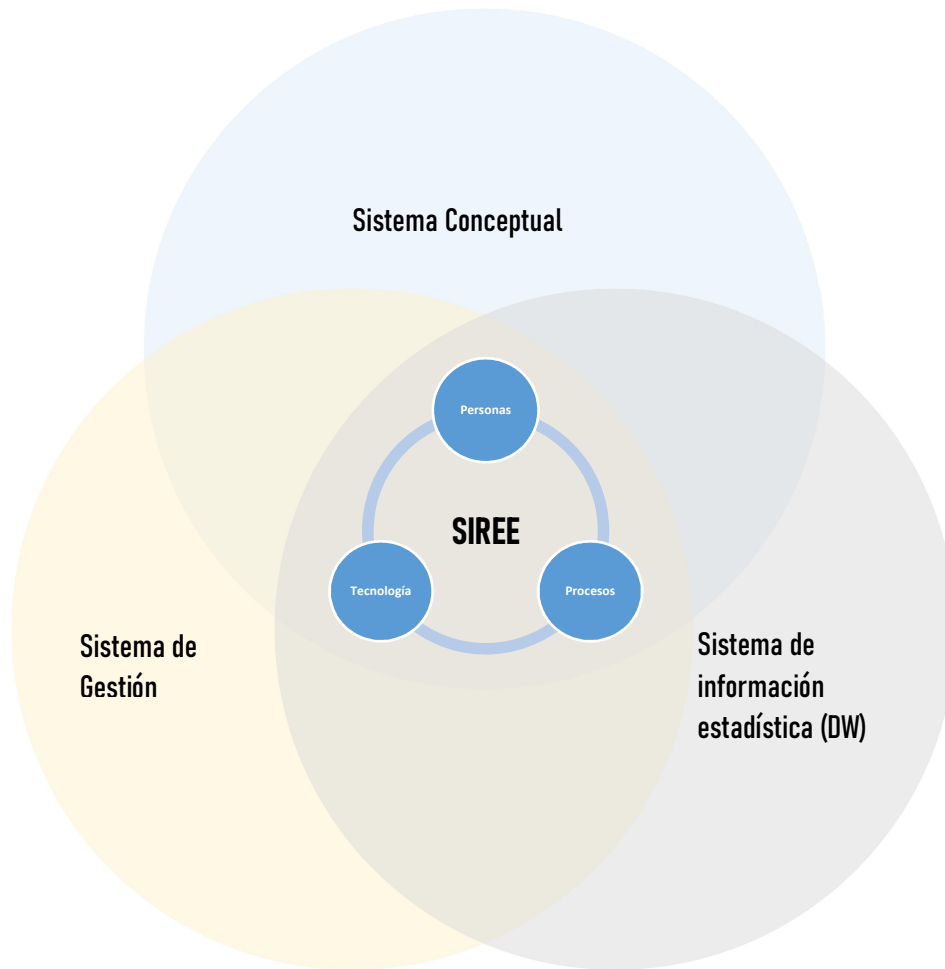 Sistema Conceptual
Personas
SIREE
Tecnología
Procesos
Sistema de
Gestión
Sistema de
información
estadística (DW)